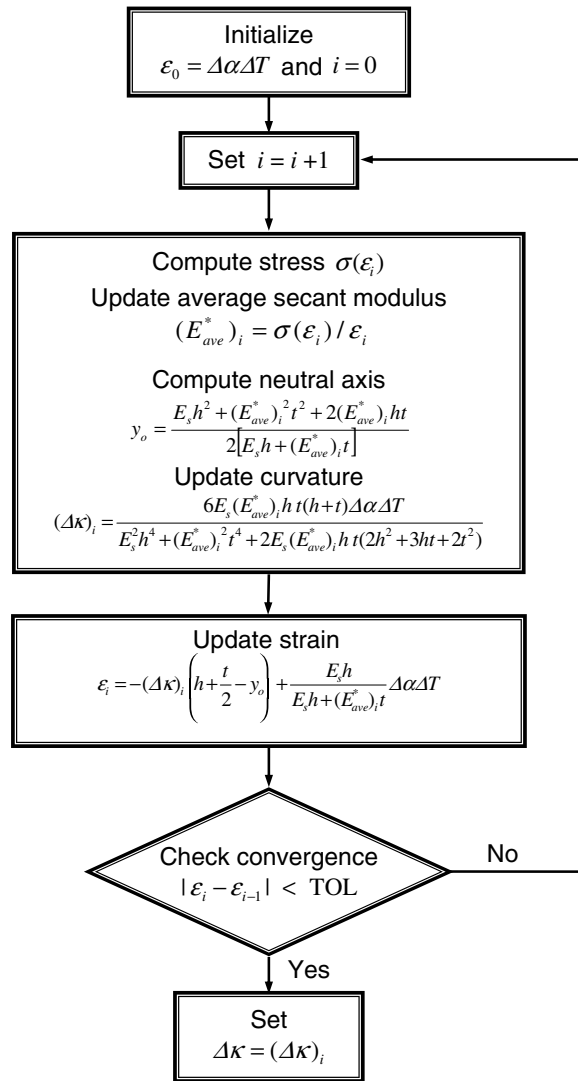 Initialize
ε₀ = ΔαΔT and i = 0
Set i = i +1
Compute stress σ(εᵢ)
Update average secant modulus
(E*ave)ᵢ = σ(εᵢ) / εᵢ
Compute neutral axis
yₒ = (Eₛh² + (E*ave)ᵢ²t² + 2(E*ave)ᵢht) / (2[Eₛh + (E*ave)ᵢt])
Update curvature
(Δκ)ᵢ = (6Eₛ(E*ave)ᵢh t(h+t)ΔαΔT) / (Eₛ²h⁴ + (E*ave)ᵢ²t⁴ + 2Eₛ(E*ave)ᵢh t(2h² + 3ht + 2t²))
Update strain
εᵢ = −(Δκ)ᵢ(h + t/2 − yₒ) + (Eₛh / (Eₛh + (E*ave)ᵢt))ΔαΔT
Check convergence
| εᵢ − εᵢ₋₁ | < TOL
No
Yes
Set
Δκ = (Δκ)ᵢ